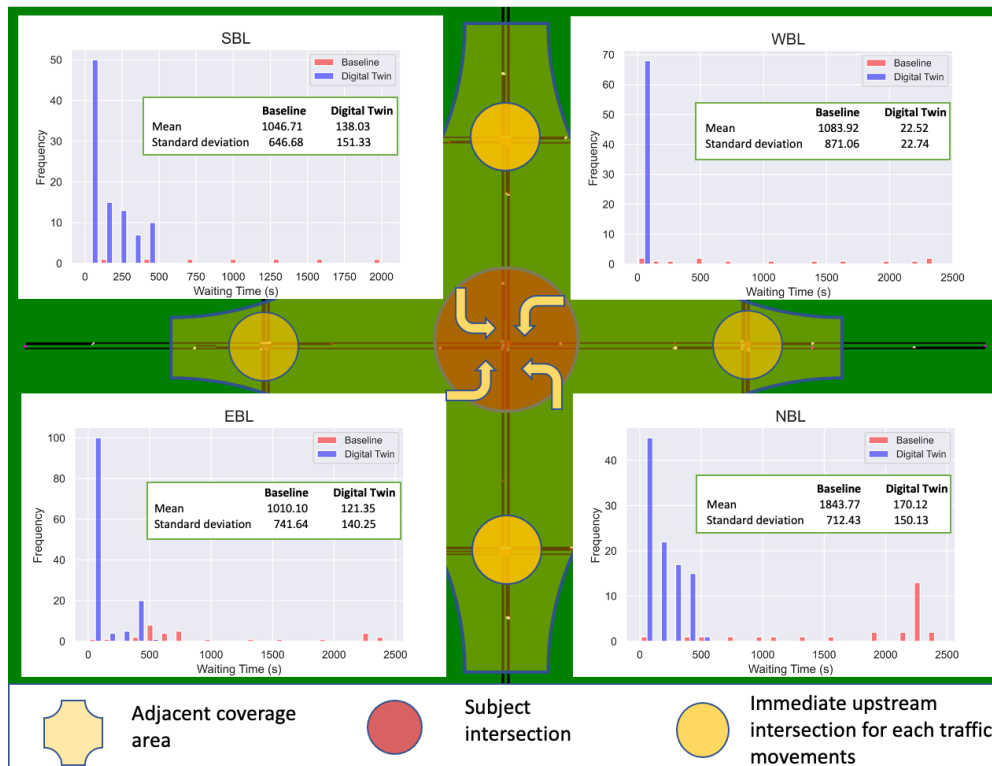 SBL
Baseline
Digital Twin
Baseline Digital Twin
Mean 1046.71 138.03
Standard deviation 646.68 151.33
Frequency
50
40
30
20
10
0
0 250 500 750 1000 1250 1500 1750 2000
Waiting Time (s)
WBL
Baseline
Digital Twin
Baseline Digital Twin
Mean 1083.92 22.52
Standard deviation 871.06 22.74
Frequency
70
60
50
40
30
20
10
0
0 500 1000 1500 2000 2500
Waiting Time (s)
EBL
Baseline
Digital Twin
Baseline Digital Twin
Mean 1010.10 121.35
Standard deviation 741.64 140.25
Frequency
100
80
60
40
20
0
0 500 1000 1500 2000 2500
Waiting Time (s)
NBL
Baseline
Digital Twin
Baseline Digital Twin
Mean 1843.77 170.12
Standard deviation 712.43 150.13
Frequency
40
30
20
10
0
0 500 1000 1500 2000 2500
Waiting Time (s)
Adjacent coverage
area
Subject
intersection
Immediate upstream
intersection for each traffic
movements